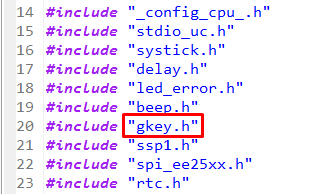 14 #include "_config_cpu_.h"
15 #include "stdio_uc.h"
16 #include "systick.h"
17 #include "delay.h"
18 #include "led_error.h"
19 #include "beep.h"
20 #include "gkey.h"
21 #include "ssp1.h"
22 #include "spi_ee25xx.h"
23 #include "rtc.h"